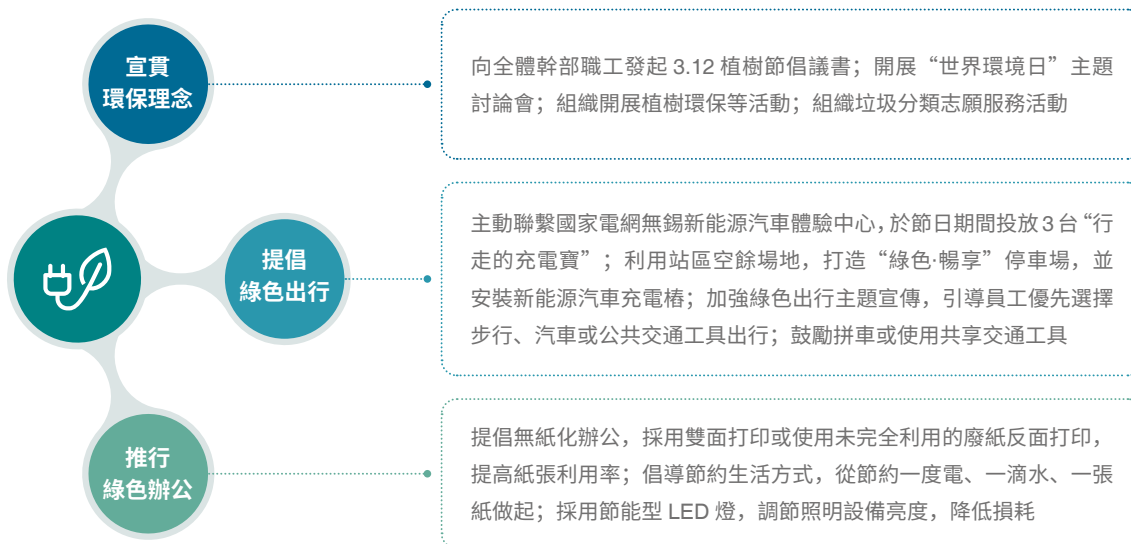 宣貫
環保理念
向全體幹部職工發起 3.12 植樹節倡議書；開展“世界環境日”主題
討論會；組織開展植樹環保等活動；組織垃圾分類志願服務活動
提倡
綠色出行
主動聯繫國家電網無錫新能源汽車體驗中心，於節日期間投放 3 台“行
走的充電寶”；利用站區空餘場地，打造“綠色·暢享”停車場，並
安裝新能源汽車充電樁；加強綠色出行主題宣傳，引導員工優先選擇
步行、汽車或公共交通工具出行；鼓勵拼車或使用共享交通工具
推行
綠色辦公
提倡無紙化辦公，採用雙面打印或使用未完全利用的廢紙反面打印，
提高紙張利用率；倡導節約生活方式，從節約一度電、一滴水、一張
紙做起；採用節能型 LED 燈，調節照明設備亮度，降低損耗